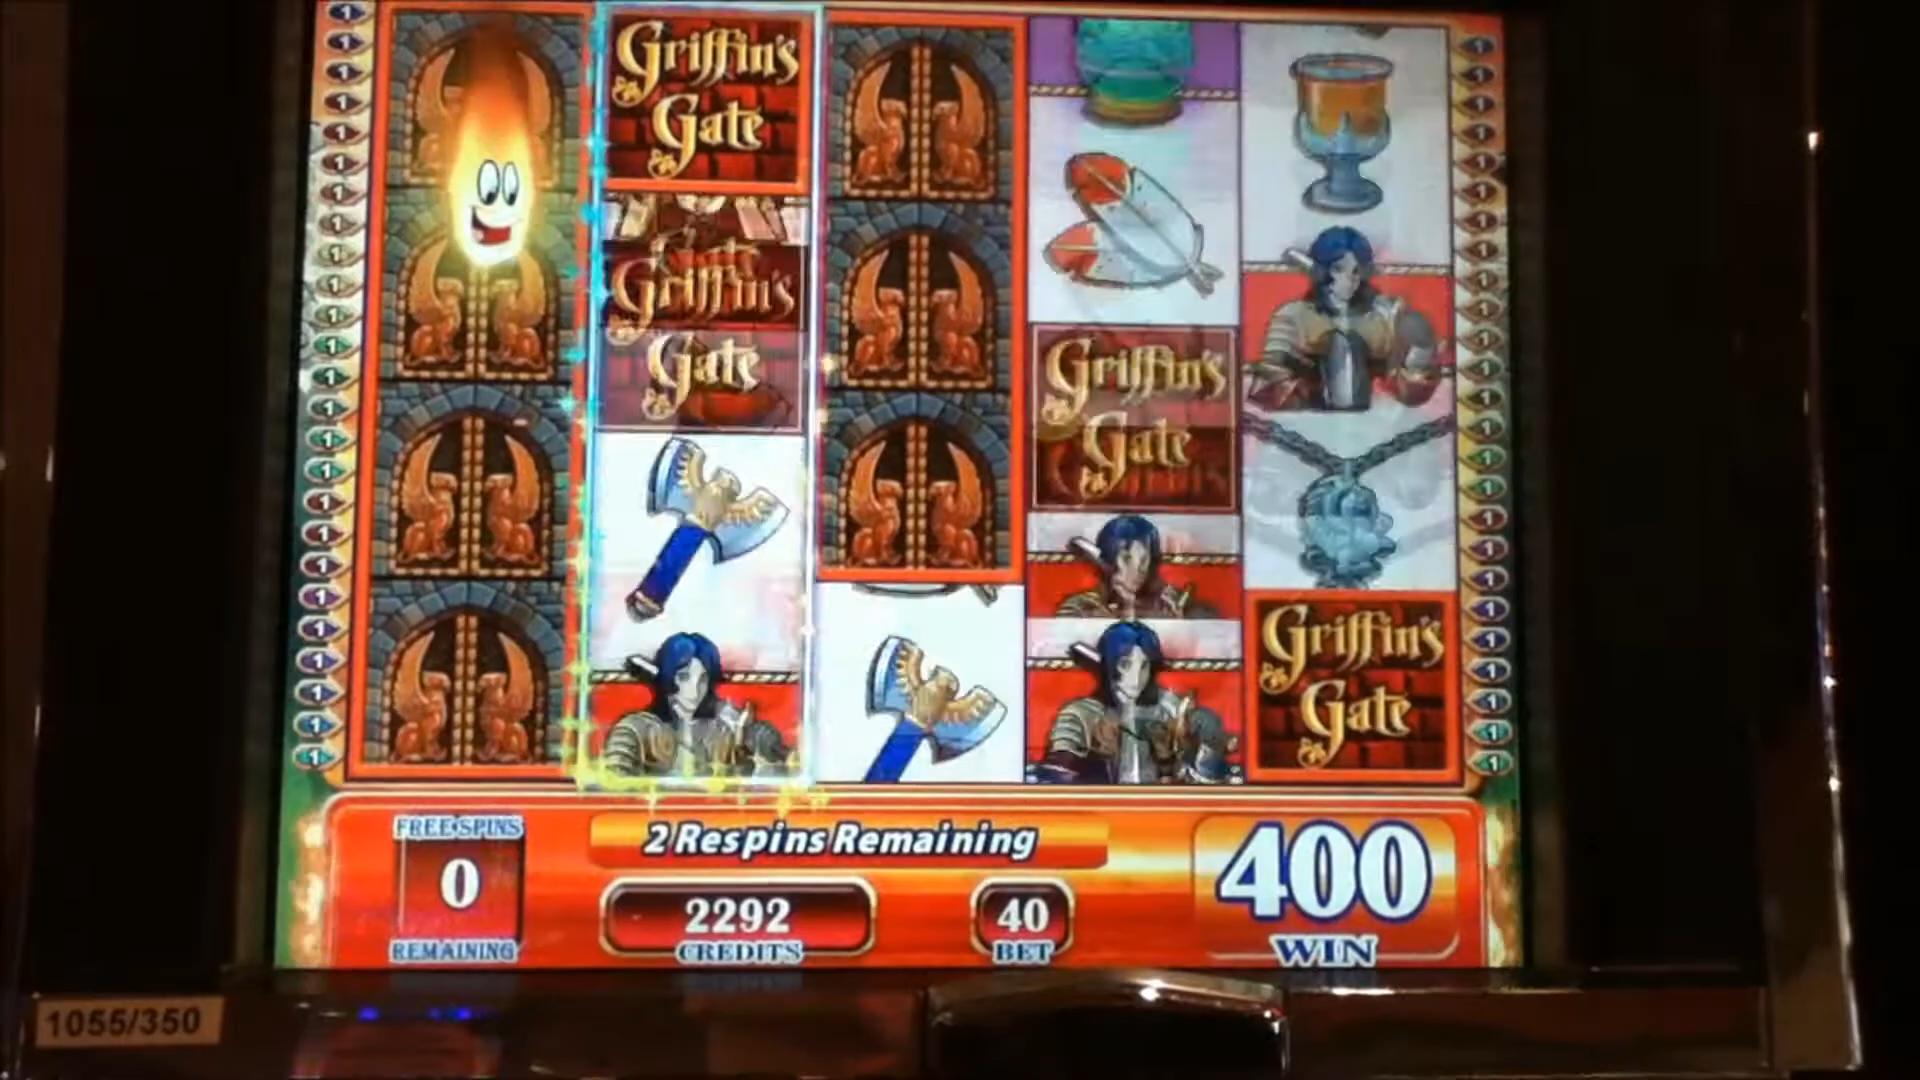 Griffin's
Gate
Griffin's
Gate
Griffin's
Gate
Griffin's
Gate
FREE SPINS
0
REMAINING
2 Respins Remaining
2292
CREDITS
40
BET
400
WIN
1055/350